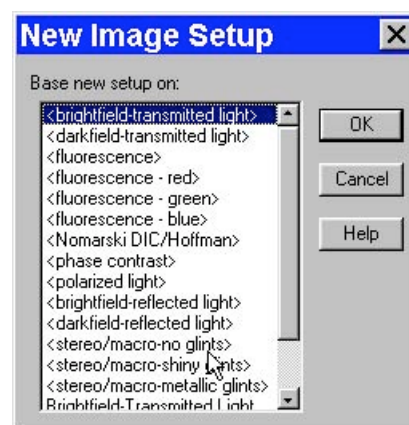 New Image Setup
Base new setup on:
<brightfield-transmitted light>
<darkfield-transmitted light>
<fluorescence>
<fluorescence - red>
<fluorescence - green>
<fluorescence - blue>
<Nomarski DIC/Hoffman>
<phase contrast>
<polarized light>
<brightfield-reflected light>
<darkfield-reflected light>
<stereo/macro-no glints>
<stereo/macro-shiny glints>
<stereo/macro-metallic glints>
Brightfield-Transmitted Light
OK
Cancel
Help